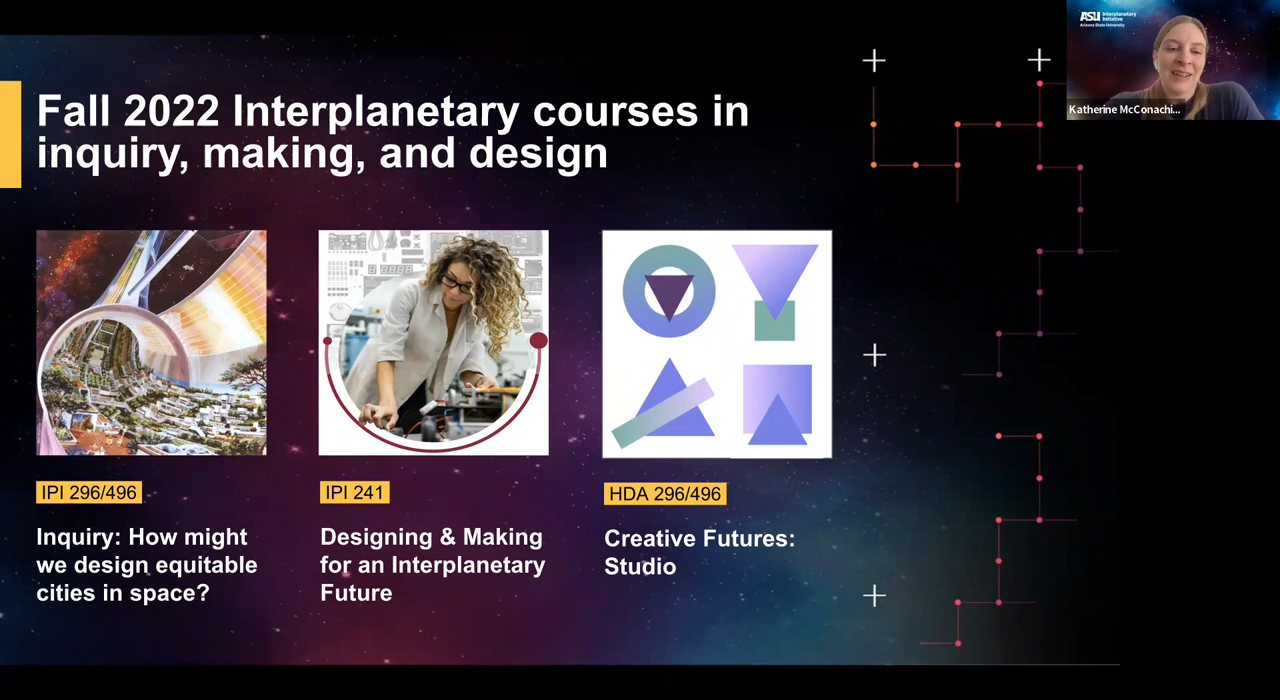 Fall 2022 Interplanetary courses in
inquiry, making, and design
ASU Interplanetary
Initiative
Arizona State University
Katherine McConachi...
IPI 296/496
Inquiry: How might
we design equitable
cities in space?
IPI 241
Designing & Making
for an Interplanetary
Future
HDA 296/496
Creative Futures:
Studio